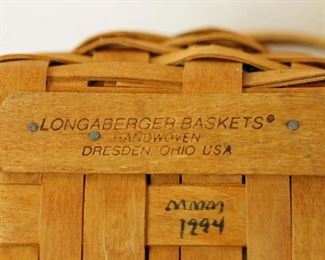 LONGABERGER BASKETS®
HANDWOVEN
DRESDEN, OHIO USA
1994